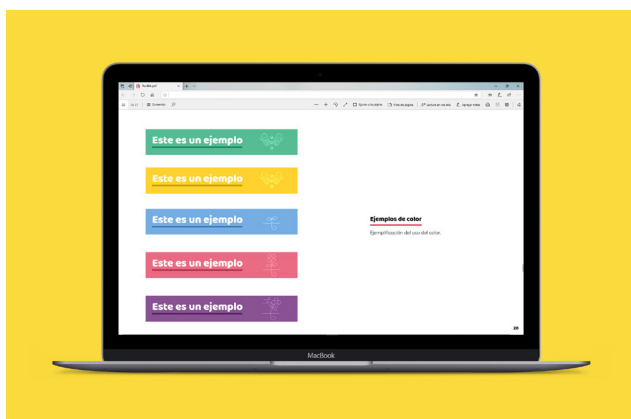 Este es un ejemplo
Este es un ejemplo
Este es un ejemplo
Este es un ejemplo
Este es un ejemplo
Ejemplos de color
Ejemplificación del uso del color.
28
MacBook